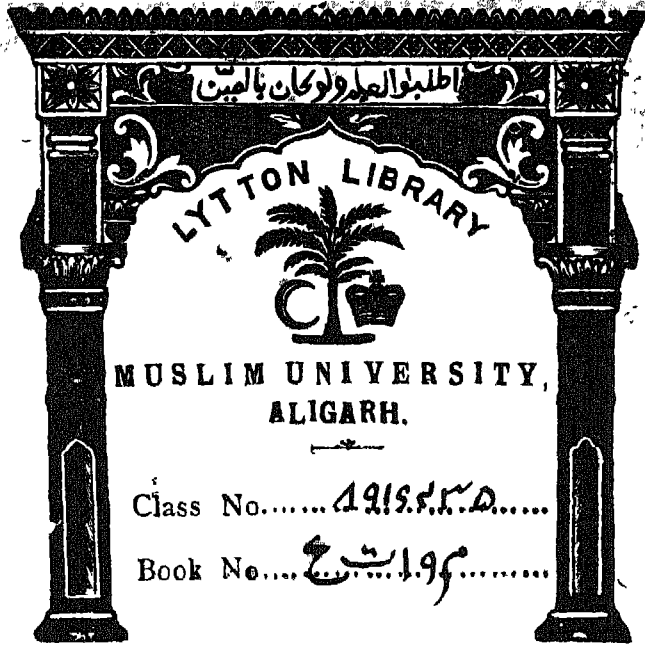 اطلبوا العلم ولو كان بالصين
LYTTON LIBRARY
MUSLIM UNIVERSITY,
ALIGARH.
Class No.
Book No.